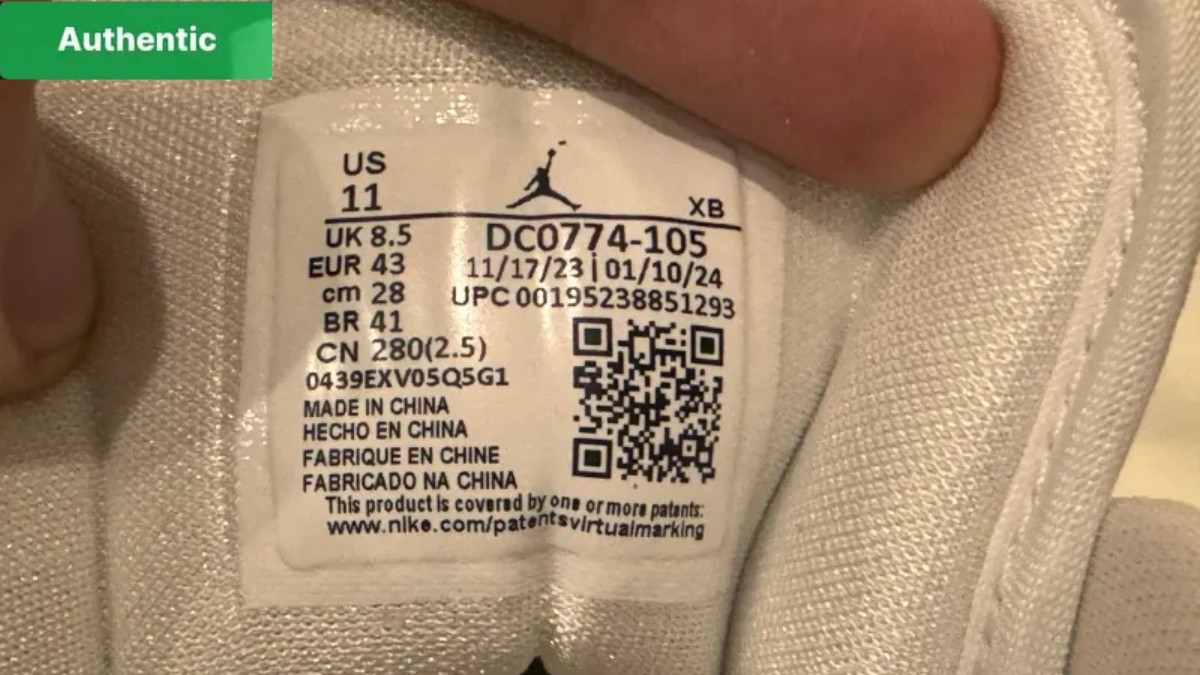 Authentic
US
11
XB
UK 8.5
DC0774-105
EUR 43
11/17/23 | 01/10/24
cm 28
UPC 00195238851293
BR 41
CN 280(2.5)
0439EXV05Q5G1
MADE IN CHINA
HECHO EN CHINA
FABRIQUE EN CHINE
FABRICADO NA CHINA
This product is covered by one or more patents:
www.nike.com/patentsvirtualmarking